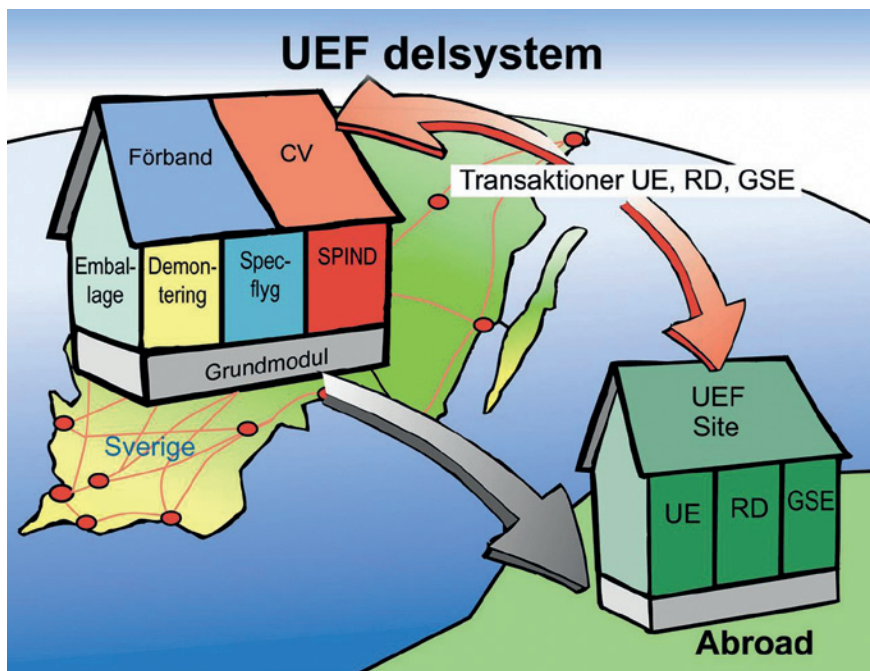 UEF delsystem
Förband
CV
Transaktioner UE, RD, GSE
Embal-
lage
Demon-
tering
Spec-
flyg
SPIND
Grundmodul
Sverige
UEF
Site
UE
RD
GSE
Abroad